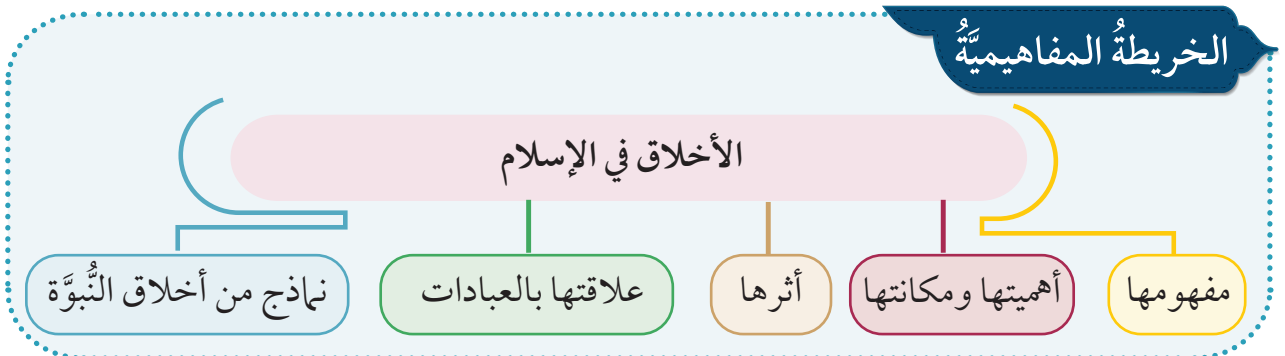 الخريطةُ المفاهيميَّةُ
الأخلاق في الإسلام
مفهومها
أهميتها ومكانتها
أثرها
علاقتها بالعبادات
نماذج من أخلاق النُّبوَّة